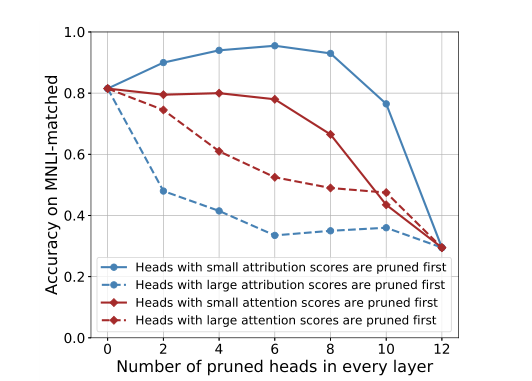 1.0
0.8
0.6
0.4
0.2
0.0
Accuracy on MNLI-matched
Heads with small attribution scores are pruned first
Heads with large attribution scores are pruned first
Heads with small attention scores are pruned first
Heads with large attention scores are pruned first
0 2 4 6 8 10 12
Number of pruned heads in every layer